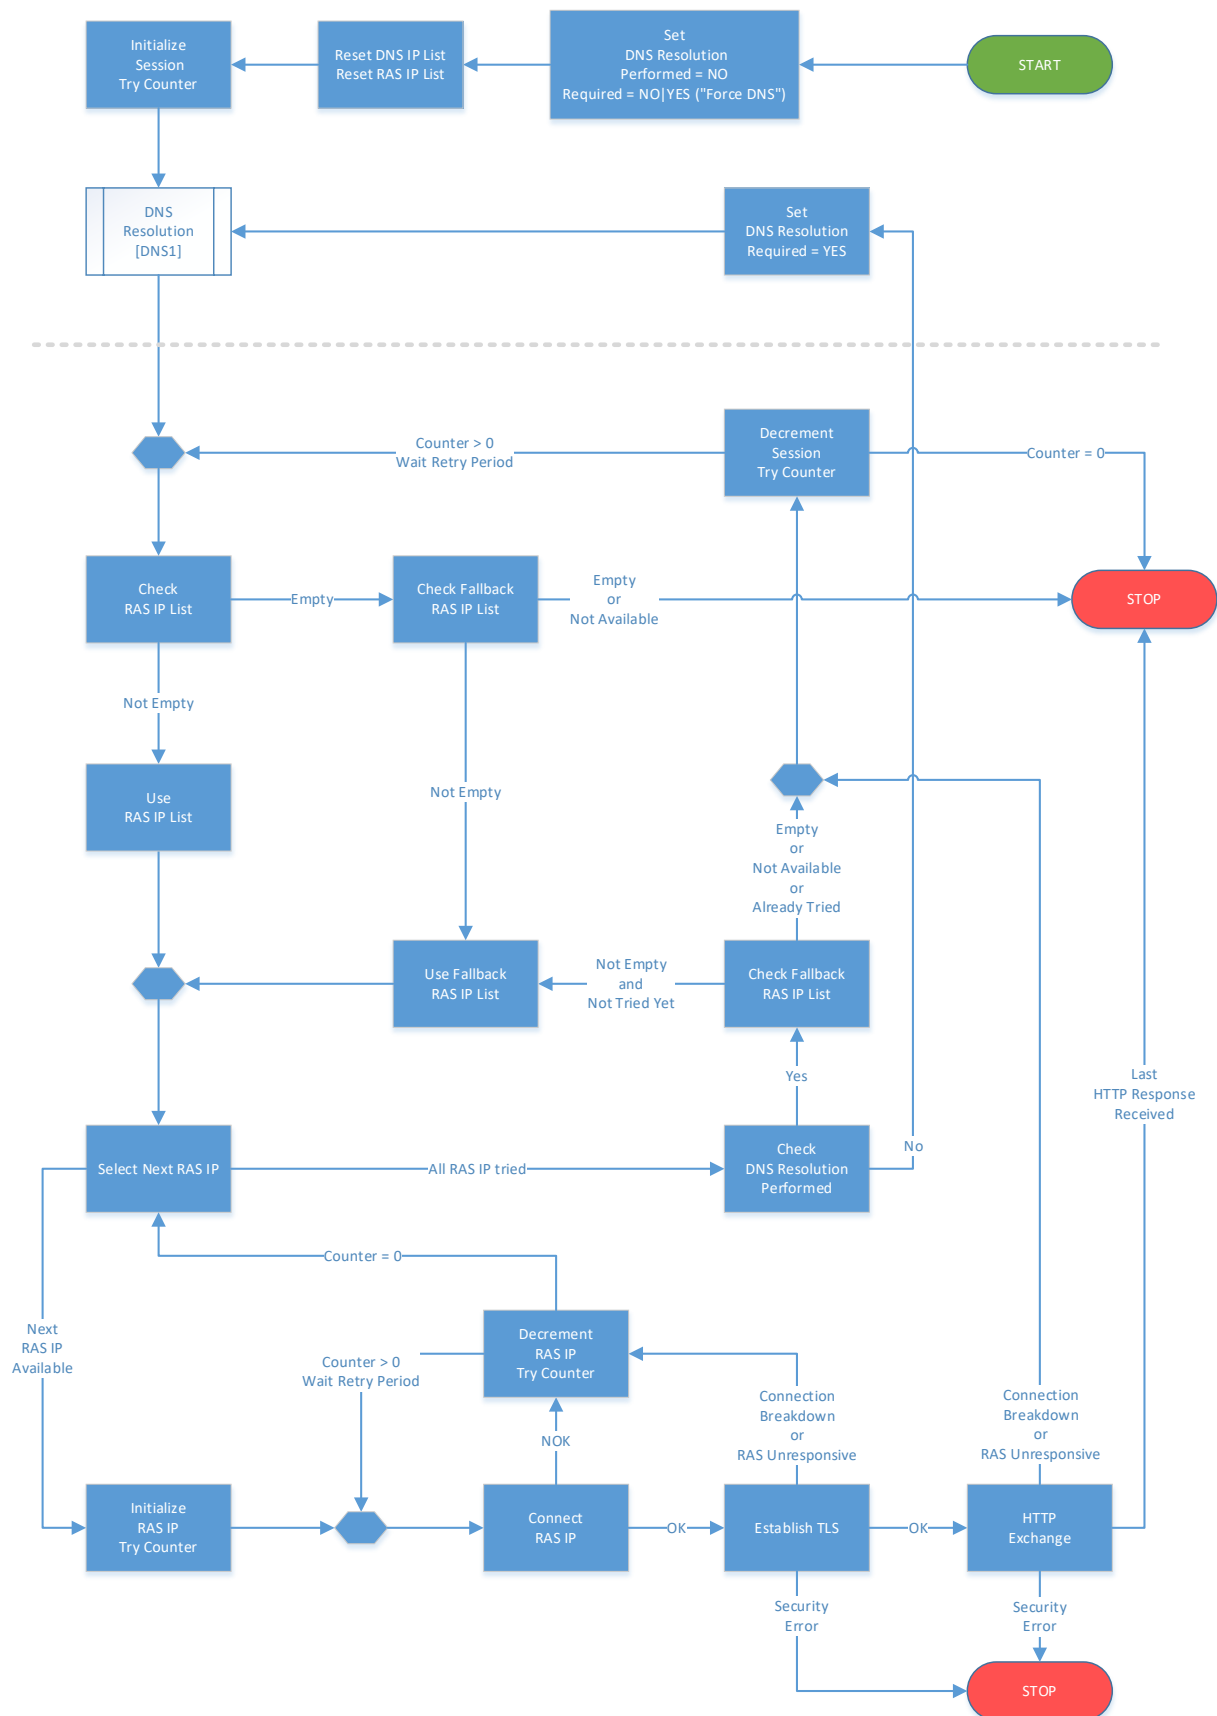 Initialize
Session
Try Counter
Reset DNS IP List
Reset RAS IP List
Set
DNS Resolution
Performed = NO
Required = NO|YES ("Force DNS")
START
DNS
Resolution
[DNS1]
Set
DNS Resolution
Required = YES
Counter > 0
Wait Retry Period
Decrement
Session
Try Counter
Counter = 0
Check
RAS IP List
Empty
Check Fallback
RAS IP List
Empty
or
Not Available
STOP
Not Empty
Use
RAS IP List
Not Empty
Empty
or
Not Available
or
Already Tried
Use Fallback
RAS IP List
Not Empty
and
Not Tried Yet
Check Fallback
RAS IP List
Yes
Last
HTTP Response
Received
Select Next RAS IP
All RAS IP tried
Check
DNS Resolution
Performed
No
Counter = 0
Next
RAS IP
Available
Counter > 0
Wait Retry Period
Decrement
RAS IP
Try Counter
Connection
Breakdown
or
RAS Unresponsive
Connection
Breakdown
or
RAS Unresponsive
NOK
Initialize
RAS IP
Try Counter
Connect
RAS IP
OK
Establish TLS
OK
HTTP
Exchange
Security
Error
Security
Error
STOP